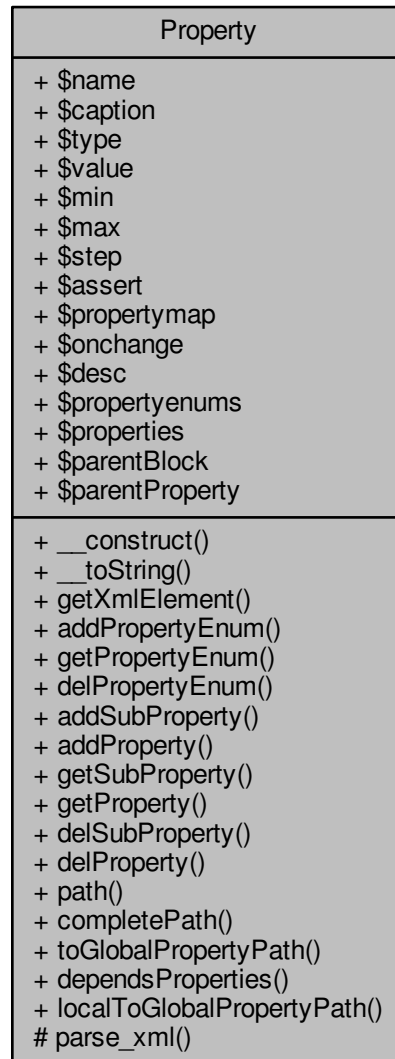 Property
+ $name
+ $caption
+ $type
+ $value
+ $min
+ $max
+ $step
+ $assert
+ $propertymap
+ $onchange
+ $desc
+ $propertyenums
+ $properties
+ $parentBlock
+ $parentProperty
+ __construct()
+ __toString()
+ getXmlElement()
+ addPropertyEnum()
+ getPropertyEnum()
+ delPropertyEnum()
+ addSubProperty()
+ addProperty()
+ getSubProperty()
+ getProperty()
+ delSubProperty()
+ delProperty()
+ path()
+ completePath()
+ toGlobalPropertyPath()
+ dependsProperties()
+ localToGlobalPropertyPath()
# parse_xml()